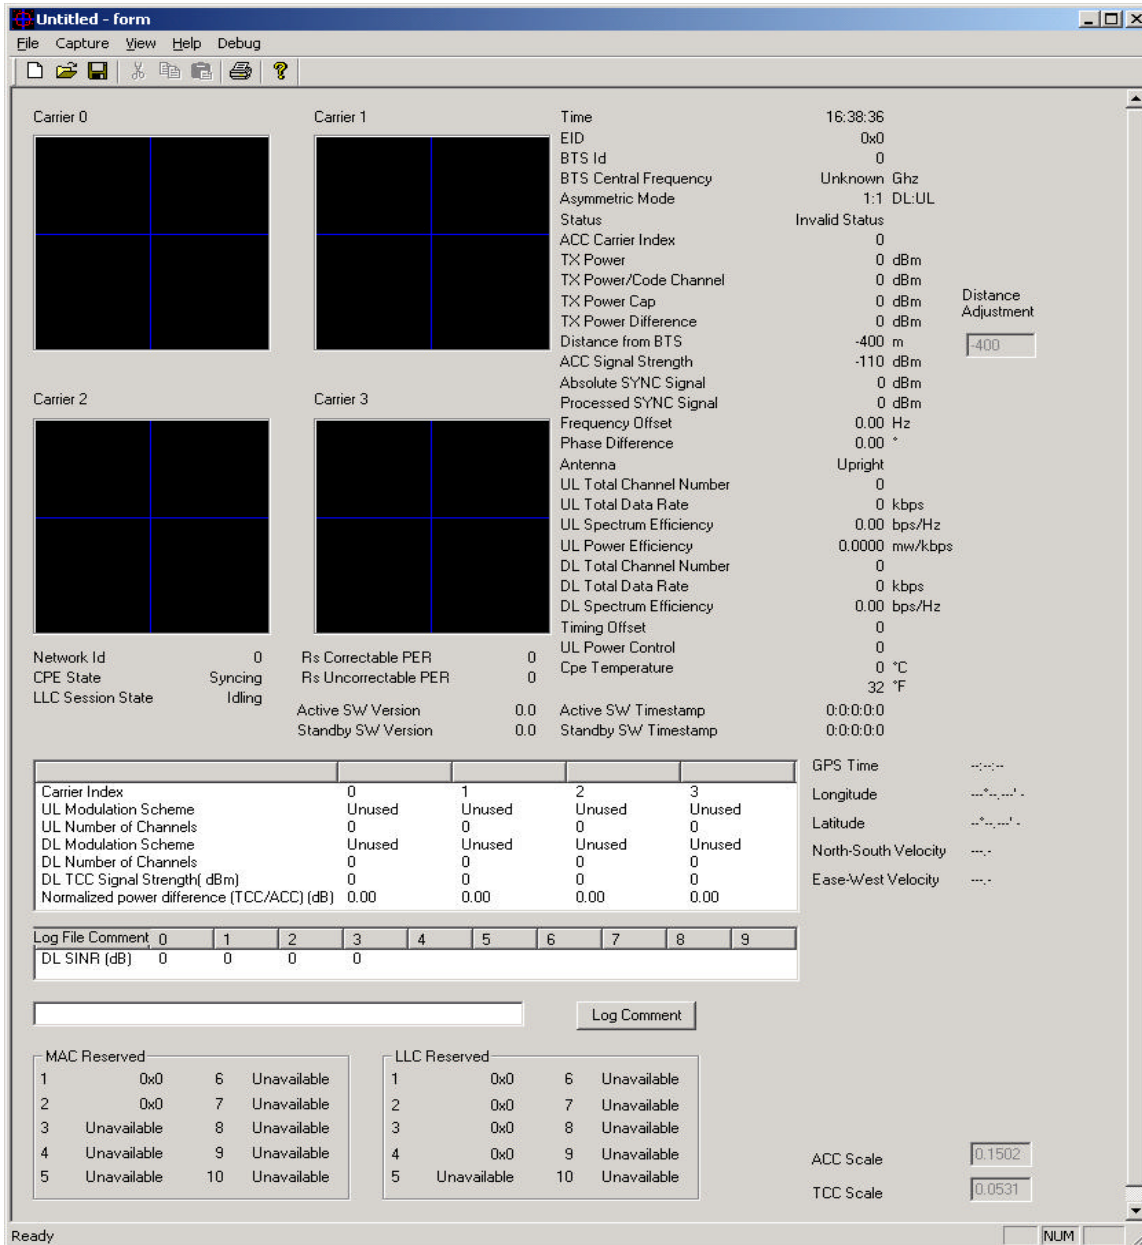 Untitled - form
File Capture View Help Debug
Carrier 0
Carrier 1
Carrier 2
Carrier 3
Time 16:38:36
EID 0x0
BTS Id 0
BTS Central Frequency Unknown Ghz
Asymmetric Mode 1:1 DL:UL
Status Invalid Status
ACC Carrier Index 0
TX Power 0 dBm
TX Power/Code Channel 0 dBm
TX Power Cap 0 dBm
TX Power Difference 0 dBm
Distance from BTS -400 m
ACC Signal Strength -110 dBm
Absolute SYNC Signal 0 dBm
Processed SYNC Signal 0 dBm
Frequency Offset 0.00 Hz
Phase Difference 0.00 °
Antenna Upright
UL Total Channel Number 0
UL Total Data Rate 0 kbps
UL Spectrum Efficiency 0.00 bps/Hz
UL Power Efficiency 0.0000 mw/kbps
DL Total Channel Number 0
DL Total Data Rate 0 kbps
DL Spectrum Efficiency 0.00 bps/Hz
Timing Offset 0
UL Power Control 0
Cpe Temperature 0 °C
32 °F
Distance
Adjustment
-400
Network Id 0
CPE State Syncing
LLC Session State Idling
Rs Correctable PER 0
Rs Uncorrectable PER 0
Active SW Version 0.0
Standby SW Version 0.0
Active SW Timestamp 0:0:0:0:0
Standby SW Timestamp 0:0:0:0:0
Carrier Index 0 1 2 3
UL Modulation Scheme Unused Unused Unused Unused
UL Number of Channels 0 0 0 0
DL Modulation Scheme Unused Unused Unused Unused
DL Number of Channels 0 0 0 0
DL TCC Signal Strength( dBm) 0 0 0 0
Normalized power difference (TCC/ACC) (dB) 0.00 0.00 0.00 0.00
GPS Time --:--:--
Longitude ---°--.---' -
Latitude --°--.---' -
North-South Velocity ---.-
Ease-West Velocity ---.-
Log File Comment 0 1 2 3 4 5 6 7 8 9
DL SINR (dB) 0 0 0 0
Log Comment
MAC Reserved
1 0x0 6 Unavailable
2 0x0 7 Unavailable
3 Unavailable 8 Unavailable
4 Unavailable 9 Unavailable
5 Unavailable 10 Unavailable
LLC Reserved
1 0x0 6 Unavailable
2 0x0 7 Unavailable
3 0x0 8 Unavailable
4 0x0 9 Unavailable
5 Unavailable 10 Unavailable
ACC Scale 0.1502
TCC Scale 0.0531
Ready NUM